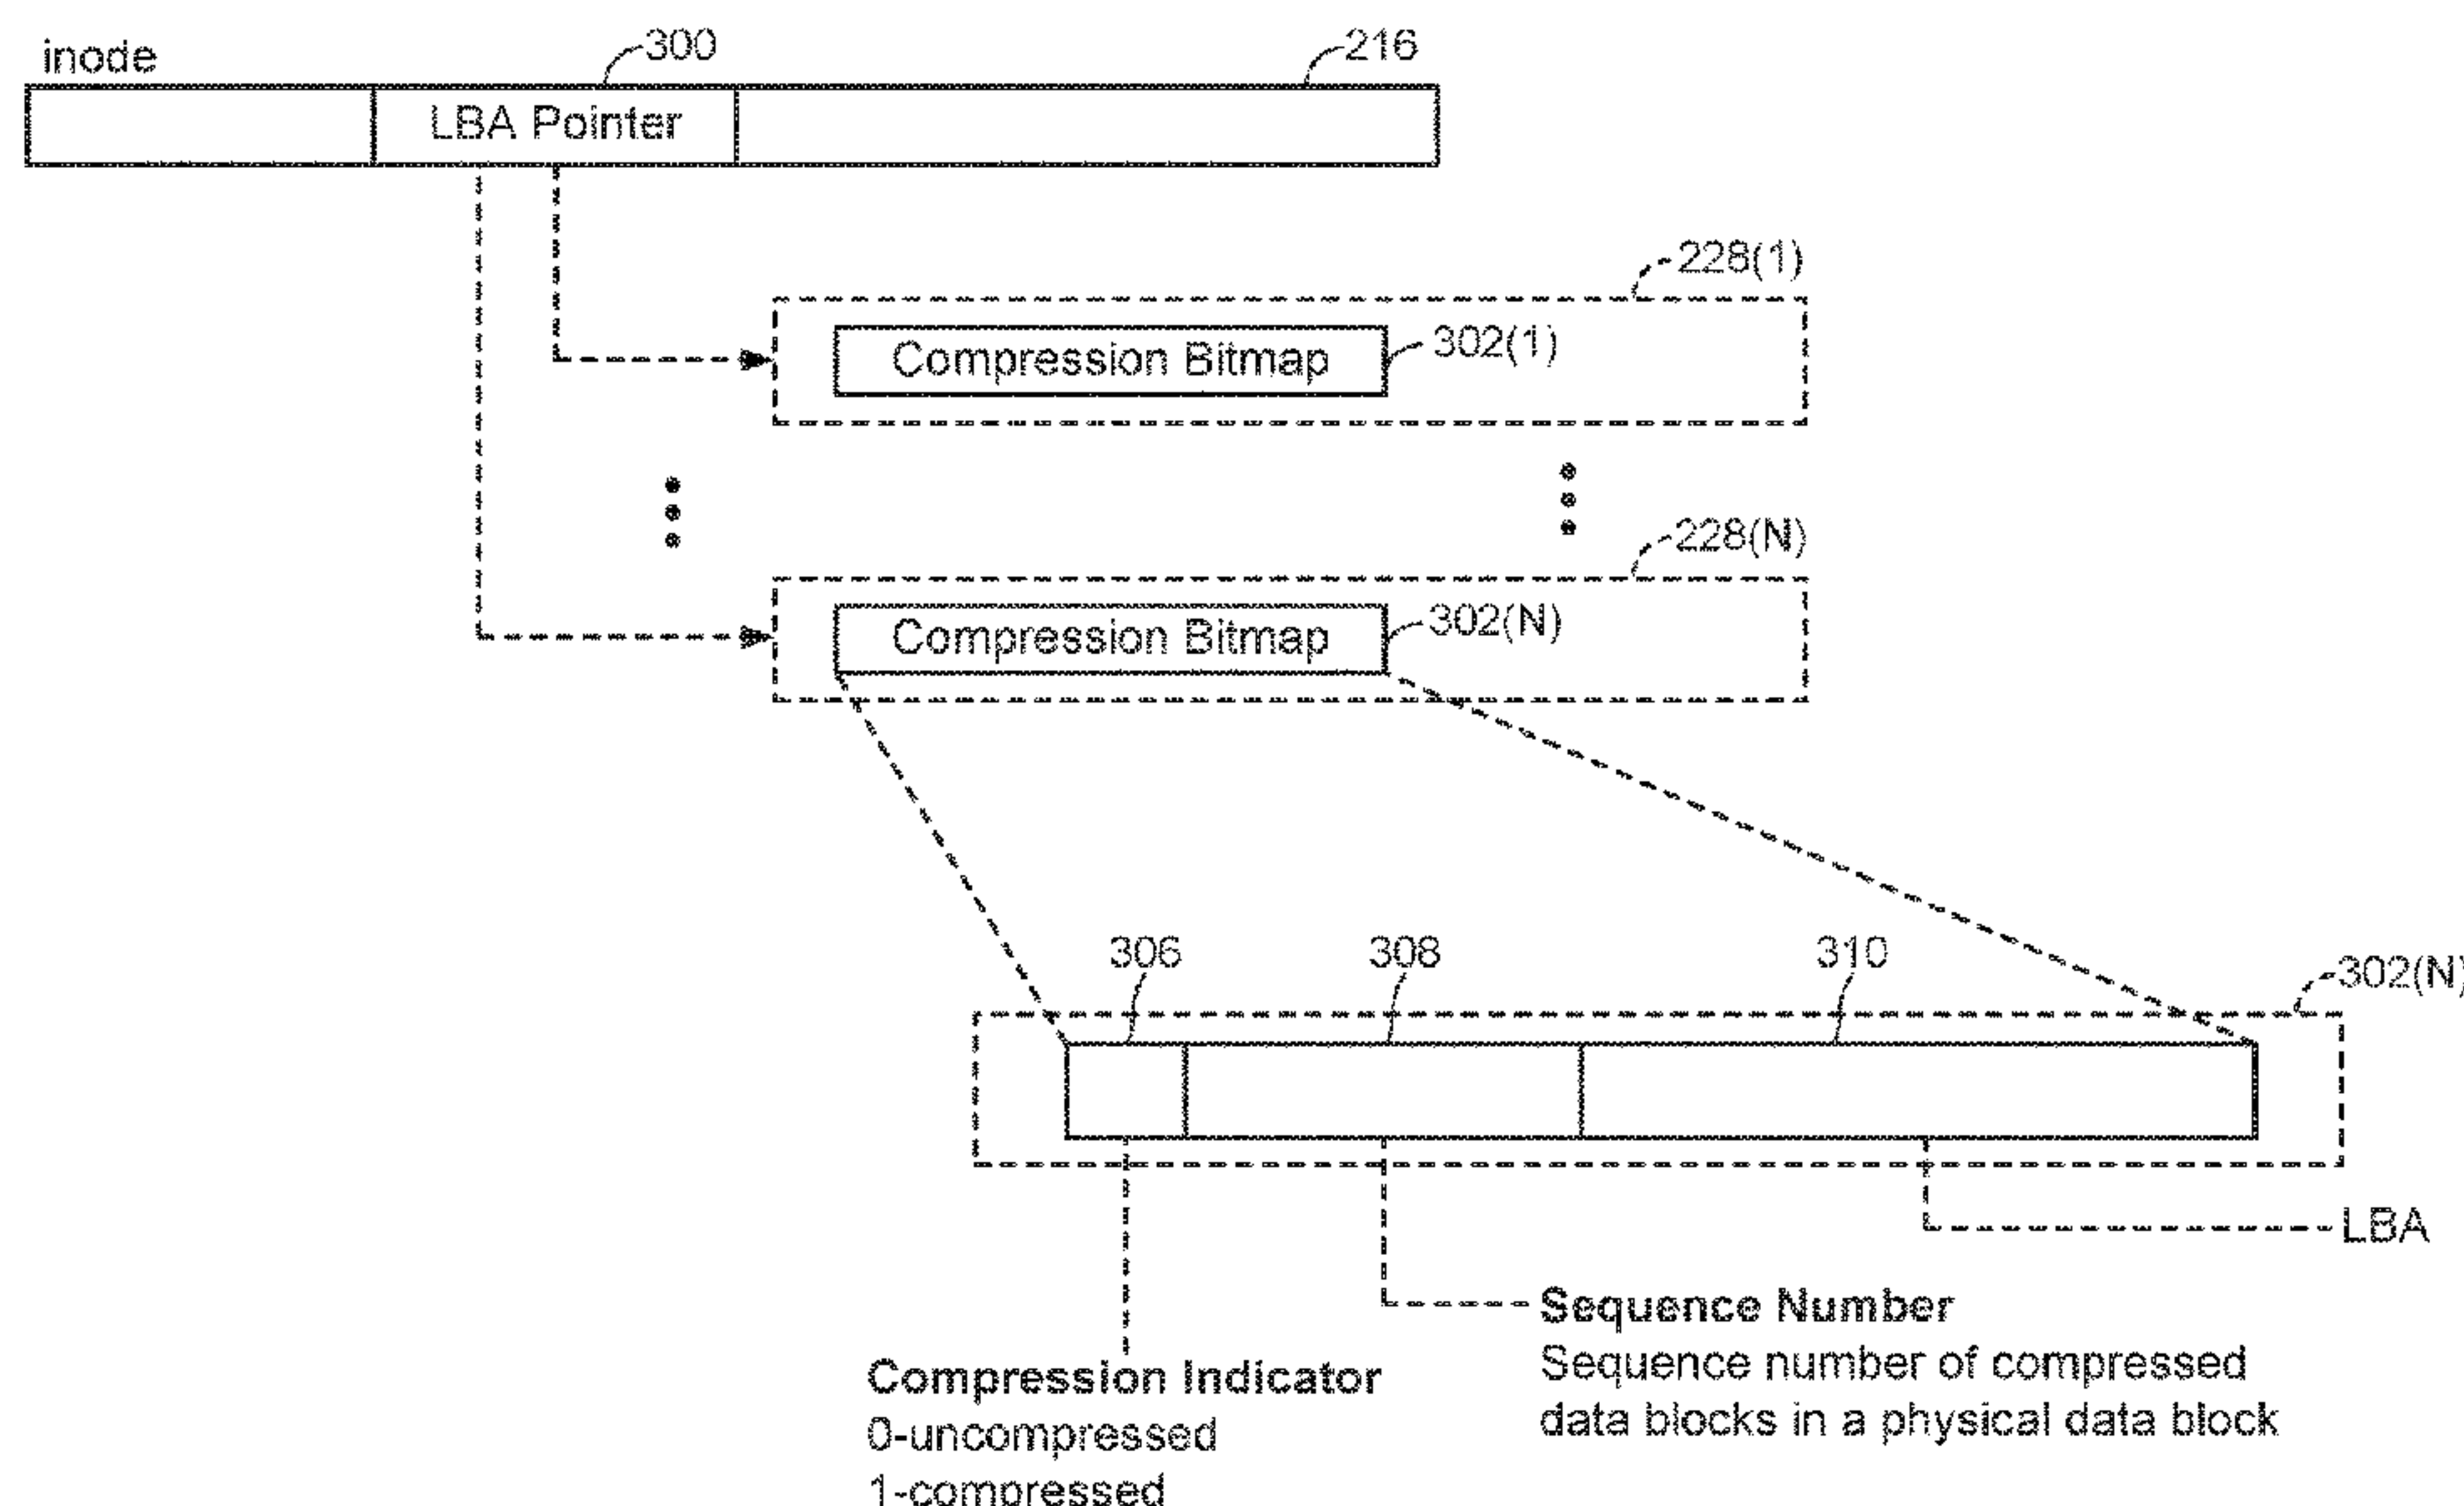 inode
300
216
LBA Pointer
228(1)
Compression Bitmap
302(1)
228(N)
Compression Bitmap
302(N)
306
308
310
302(N)
LBA
Sequence Number
Sequence number of compressed
data blocks in a physical data block
Compression Indicator
0-uncompressed
1-compressed